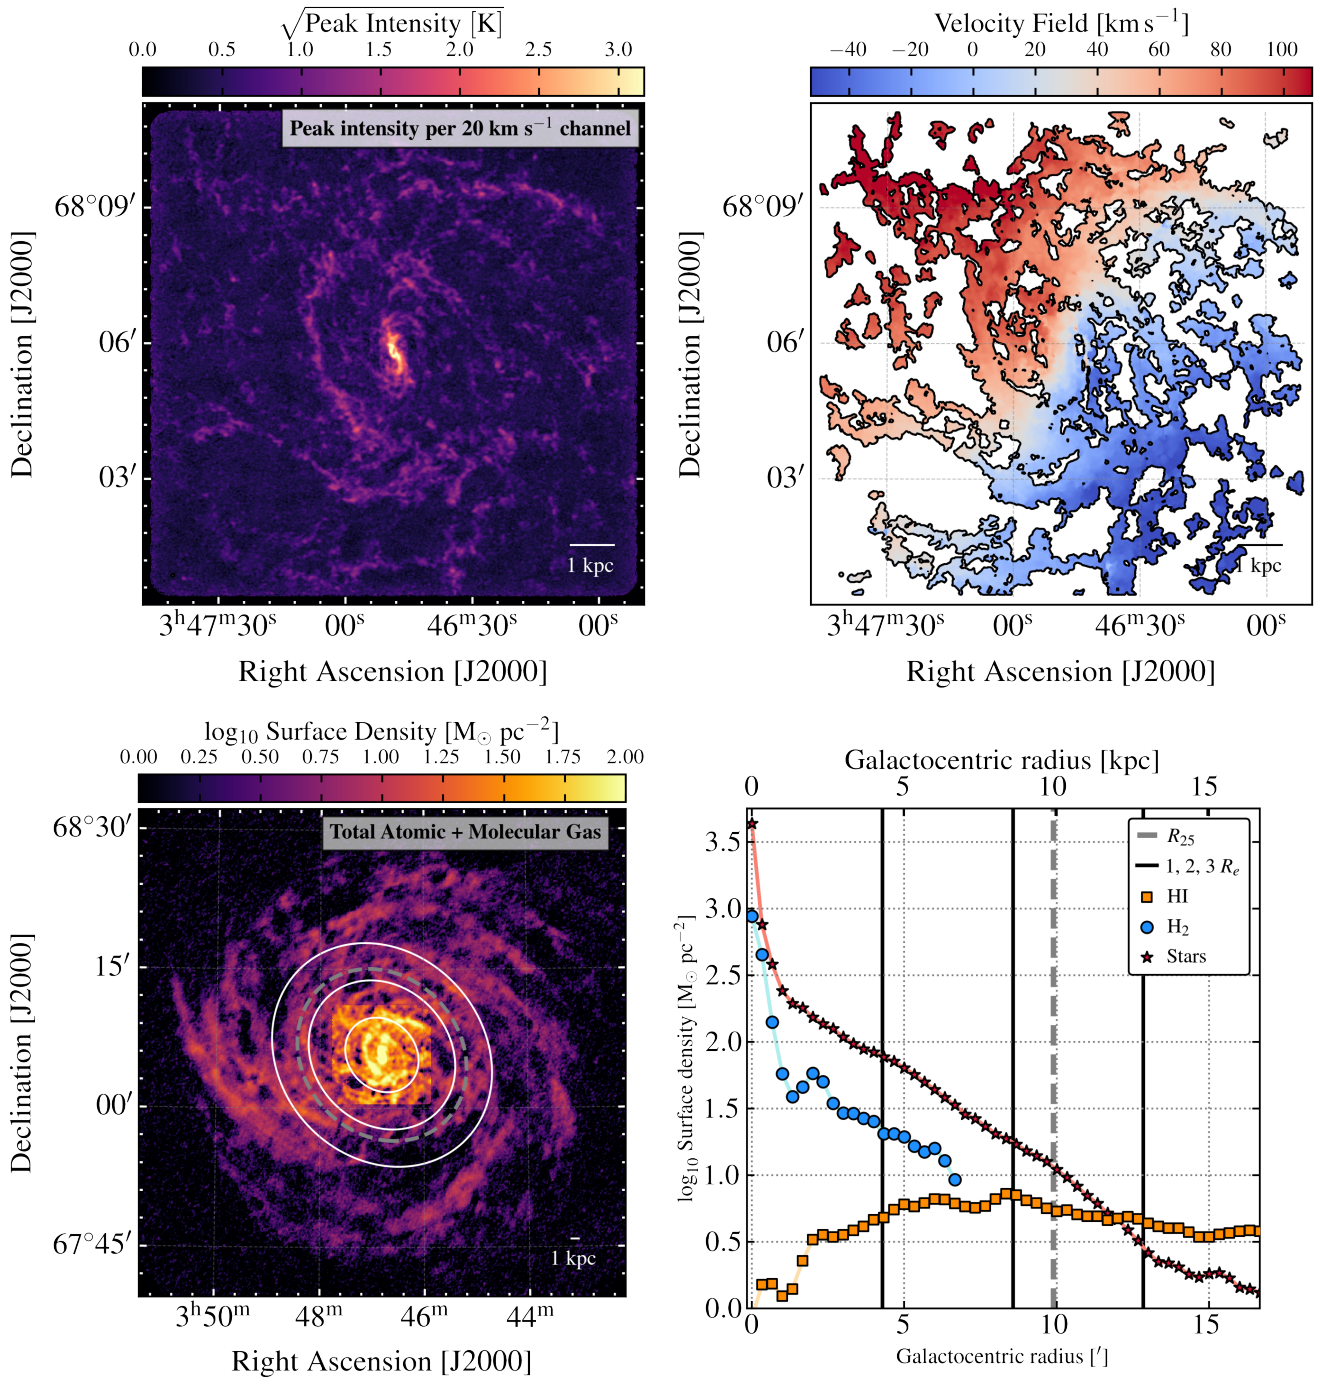 √Peak Intensity [K]
0.0 0.5 1.0 1.5 2.0 2.5 3.0
Peak intensity per 20 km s⁻¹ channel
68°09′
06′
03′
Declination [J2000]
1 kpc
3ʰ47ᵐ30ˢ 00ˢ 46ᵐ30ˢ 00ˢ
Right Ascension [J2000]
Velocity Field [km s⁻¹]
−40 −20 0 20 40 60 80 100
68°09′
06′
03′
Declination [J2000]
1 kpc
3ʰ47ᵐ30ˢ 00ˢ 46ᵐ30ˢ 00ˢ
Right Ascension [J2000]
log₁₀ Surface Density [M☉ pc⁻²]
0.00 0.25 0.50 0.75 1.00 1.25 1.50 1.75 2.00
Total Atomic + Molecular Gas
68°30′
15′
00′
67°45′
Declination [J2000]
1 kpc
3ʰ50ᵐ 48ᵐ 46ᵐ 44ᵐ
Right Ascension [J2000]
Galactocentric radius [kpc]
0 5 10 15
R₂₅
1, 2, 3 Rₑ
HI
H₂
Stars
3.5
3.0
2.5
2.0
1.5
1.0
0.5
0.0
log₁₀ Surface density [M☉ pc⁻²]
0 5 10 15
Galactocentric radius [′]